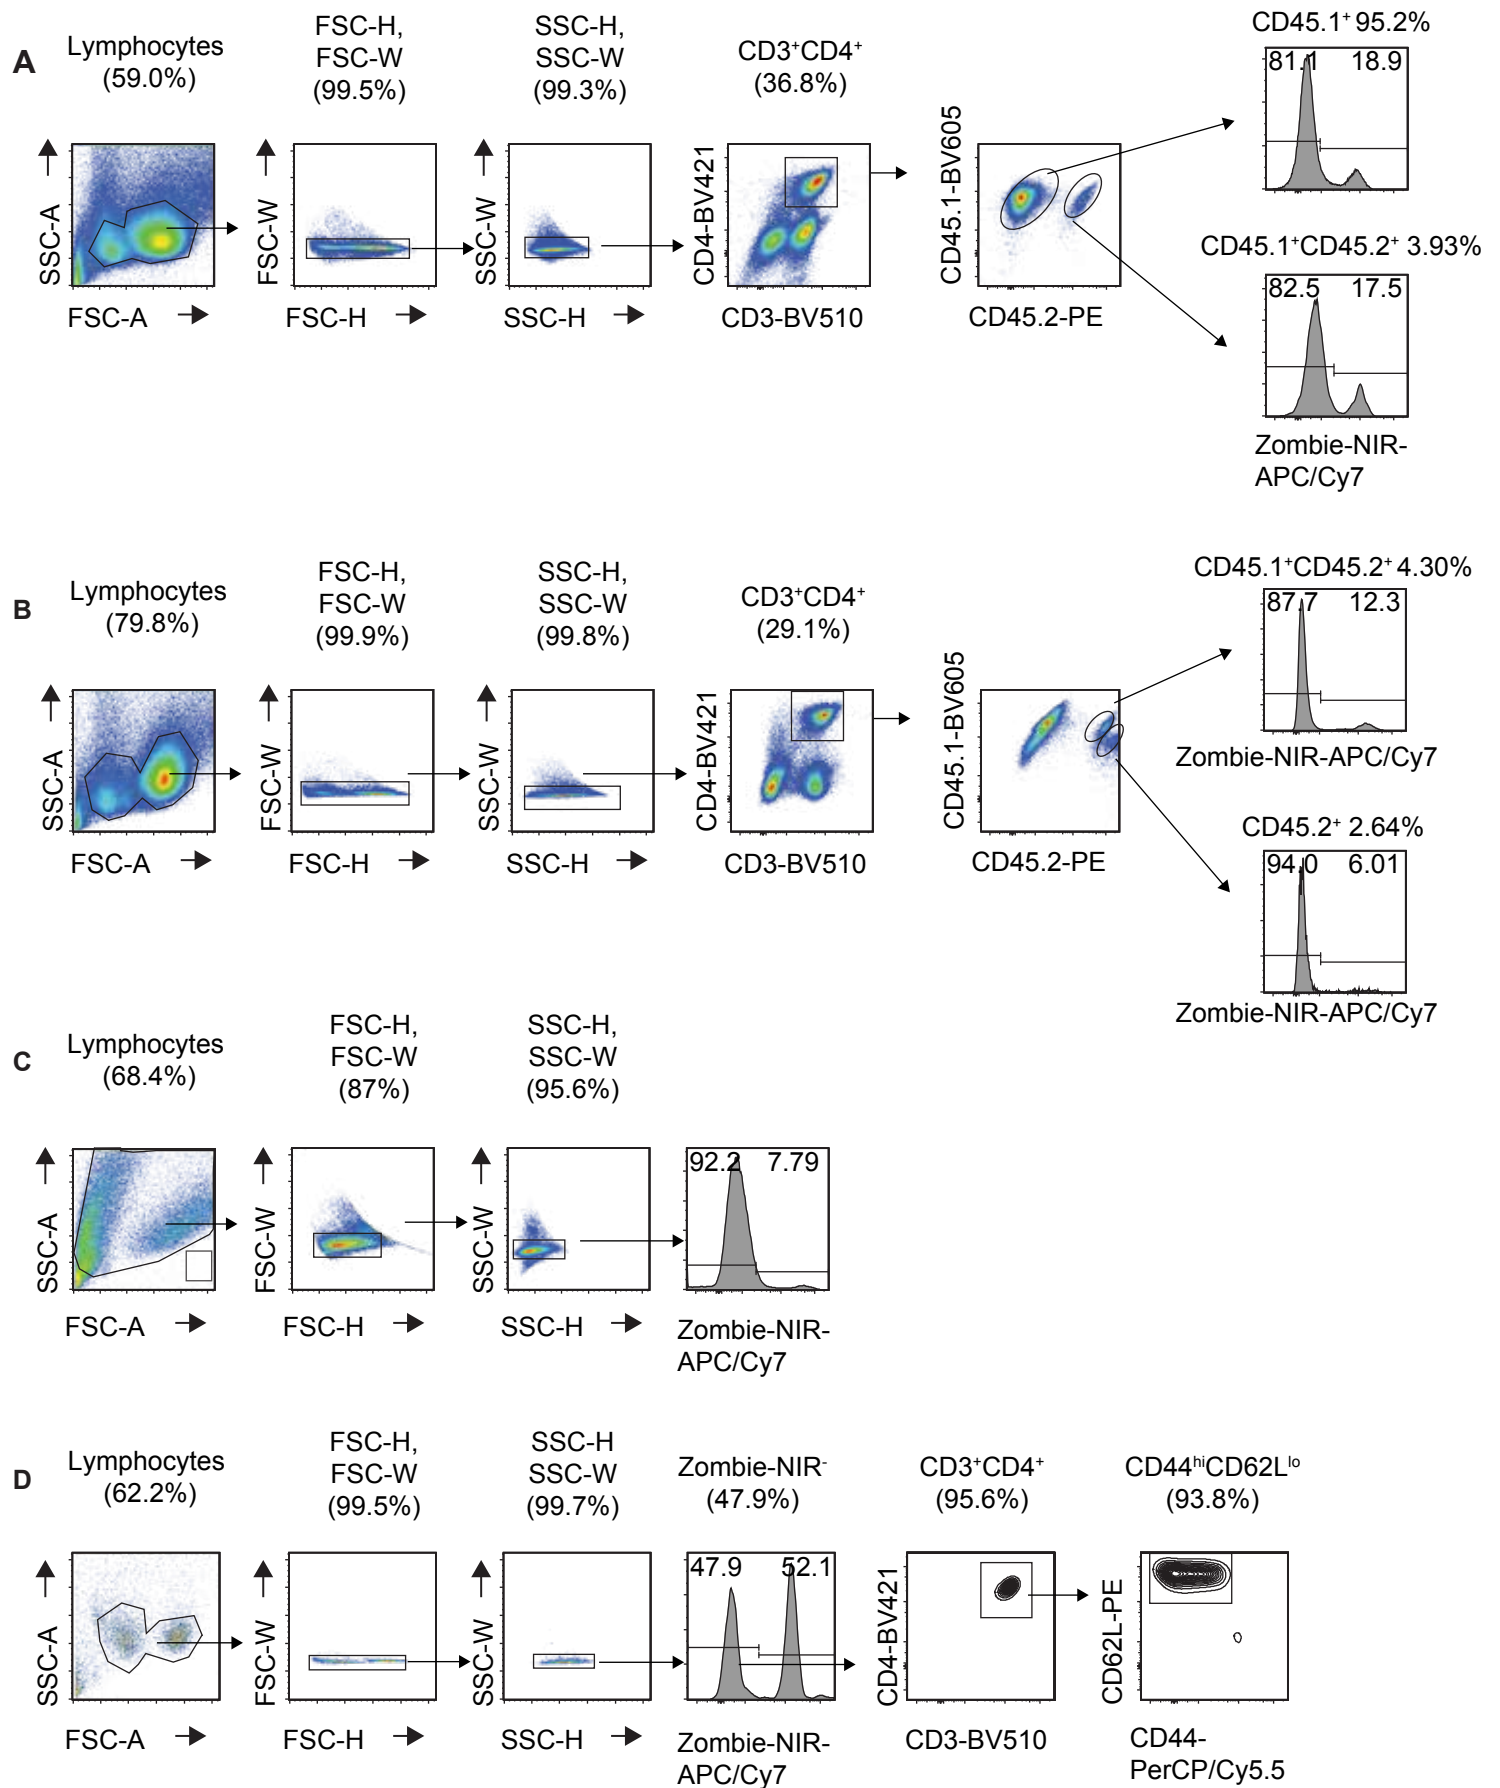 A
Lymphocytes
(59.0%)
FSC-H,
FSC-W
(99.5%)
SSC-H,
SSC-W
(99.3%)
CD3⁺CD4⁺
(36.8%)
CD45.1⁺ 95.2%
81.1 18.9
SSC-A
FSC-A
FSC-W
FSC-H
SSC-W
SSC-H
CD4-BV421
CD3-BV510
CD45.1-BV605
CD45.2-PE
CD45.1⁺CD45.2⁺ 3.93%
82.5 17.5
Zombie-NIR-
APC/Cy7
B
Lymphocytes
(79.8%)
FSC-H,
FSC-W
(99.9%)
SSC-H,
SSC-W
(99.8%)
CD3⁺CD4⁺
(29.1%)
CD45.1⁺CD45.2⁺ 4.30%
87.7 12.3
Zombie-NIR-APC/Cy7
SSC-A
FSC-A
FSC-W
FSC-H
SSC-W
SSC-H
CD4-BV421
CD3-BV510
CD45.1-BV605
CD45.2-PE
CD45.2⁺ 2.64%
94.0 6.01
Zombie-NIR-APC/Cy7
C
Lymphocytes
(68.4%)
FSC-H,
FSC-W
(87%)
SSC-H,
SSC-W
(95.6%)
SSC-A
FSC-A
FSC-W
FSC-H
SSC-W
SSC-H
92.2 7.79
Zombie-NIR-
APC/Cy7
D
Lymphocytes
(62.2%)
FSC-H,
FSC-W
(99.5%)
SSC-H
SSC-W
(99.7%)
Zombie-NIR⁻
(47.9%)
CD3⁺CD4⁺
(95.6%)
CD44ʰⁱCD62Lˡᵒ
(93.8%)
SSC-A
FSC-A
FSC-W
FSC-H
SSC-W
SSC-H
47.9 52.1
Zombie-NIR-
APC/Cy7
CD4-BV421
CD3-BV510
CD62L-PE
CD44-
PerCP/Cy5.5